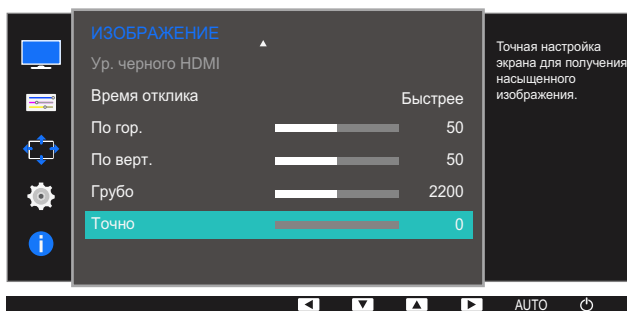 ИЗОБРАЖЕНИЕ
Ур. черного HDMI
Время отклика Быстрее
По гор. 50
По верт. 50
Грубо 2200
Точно 0
Точная настройка
экрана для получения
насыщенного
изображения.
AUTO